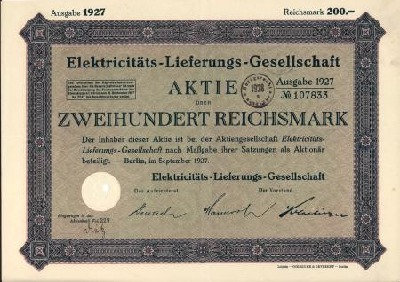 Ausgabe 1927
Reichsmark 200.—
Elektricitäts-Lieferungs-Gesellschaft
AKTIE
Ausgabe 1927
ÜBER
№ 107833
ZWEIHUNDERT REICHSMARK
Der Inhaber dieser Aktie ist bei der Aktiengesellschaft Elektricitäts-
Lieferungs-Gesellschaft nach Maßgabe ihrer Satzungen als Aktionär
beteiligt. Berlin, im September 1927.
Elektricitäts-Lieferungs-Gesellschaft
Der Aufsichtsrat
Der Vorstand
1938